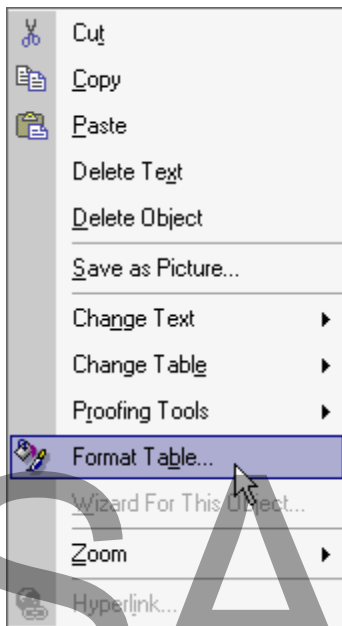 Cut
Copy
Paste
Delete Text
Delete Object
Save as Picture...
Change Text
Change Table
Proofing Tools
Format Table...
Wizard For This Object...
Zoom
Hyperlink...
SA